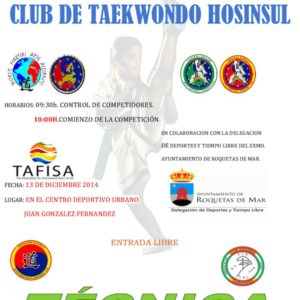 CLUB DE TAEKWONDO HOSINSUL
WORLD MARTIAL ARTS
HORARIOS: 09:30h. CONTROL DE COMPETIDORES.
10:00H.COMIENZO DE LA COMPETICIÓN.
EN COLABORACION CON LA DELEGACION
DE DEPORTES Y TIEMPO LIBRE DEL EXMO.
AYUNTAMIENTO DE ROQUETAS DE MAR.
TAFISA
FECHA: 13 DE DICIEMBRE 2014
LUGAR: EN EL CENTRO DEPORTIVO URBANO
JUAN GONZALEZ FERNANDEZ
AYUNTAMIENTO DE
ROQUETAS DE MAR
Delegación de Deportes y Tiempo Libre
ENTRADA LIBRE
TÉCNICA